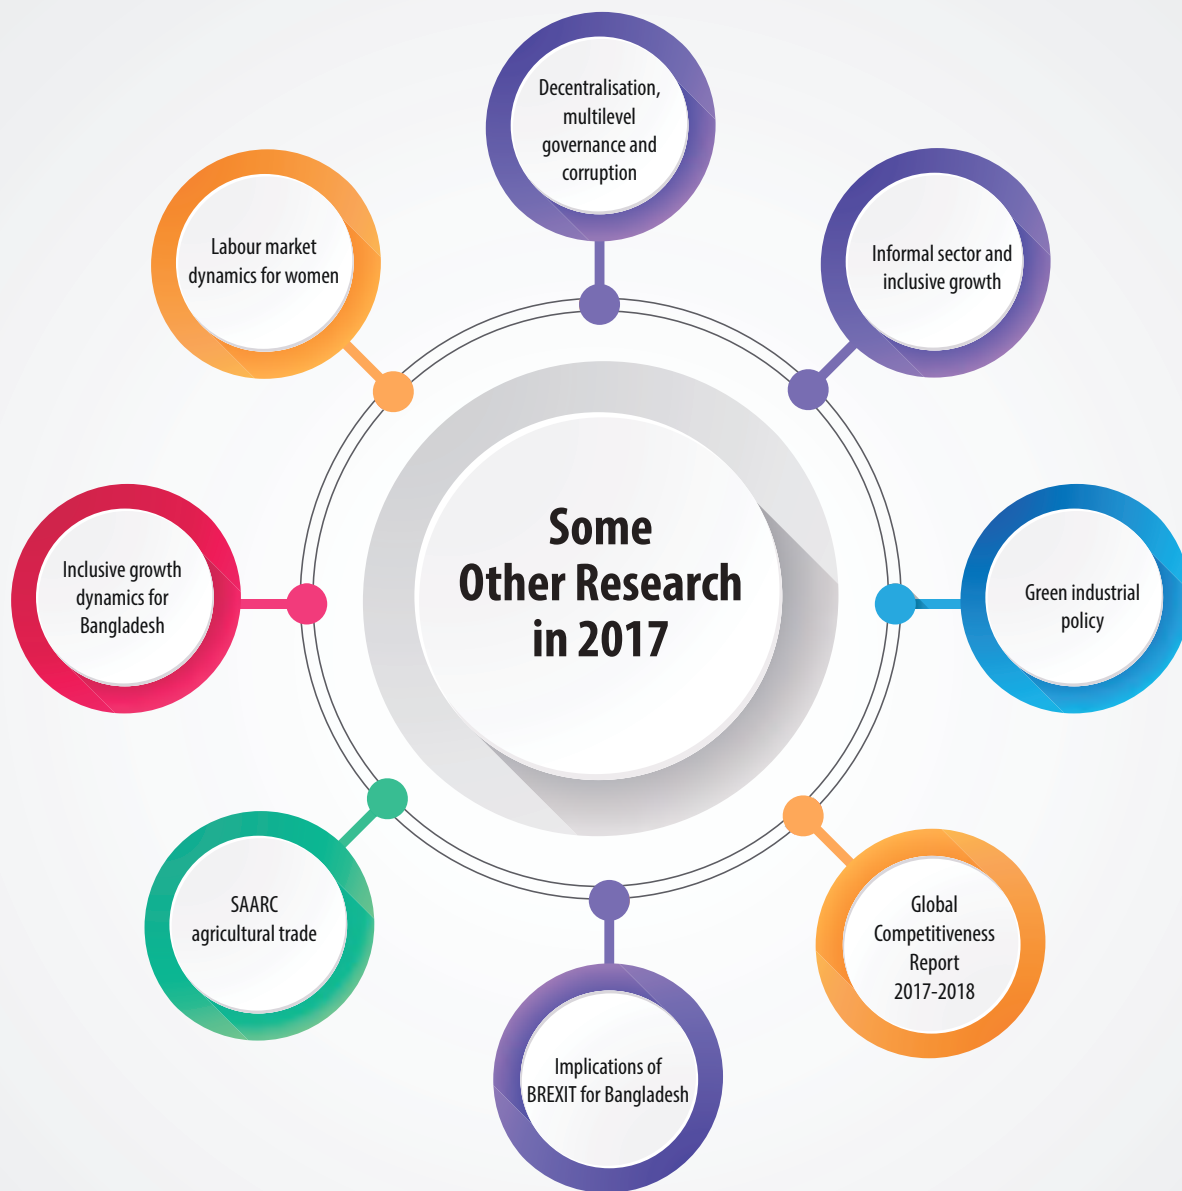 Some
Other Research
in 2017
Decentralisation,
multilevel
governance and
corruption
Informal sector and
inclusive growth
Green industrial
policy
Global
Competitiveness
Report
2017-2018
Implications of
BREXIT for Bangladesh
SAARC
agricultural trade
Inclusive growth
dynamics for
Bangladesh
Labour market
dynamics for women